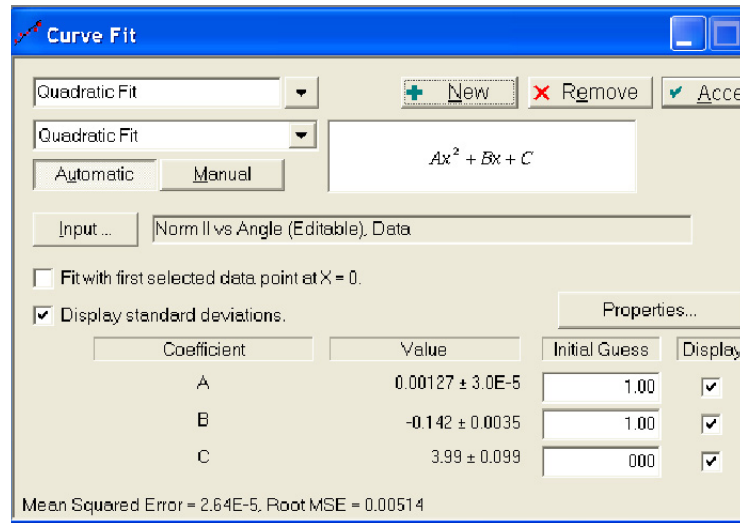 Curve Fit
Quadratic Fit
New Remove Acce
Quadratic Fit
Ax² + Bx + C
Automatic Manual
Input ... Norm II vs Angle (Editable), Data
Fit with first selected data point at X = 0.
Display standard deviations.
Properties...
Coefficient Value Initial Guess Display
A 0.00127 ± 3.0E-5 1.00
B -0.142 ± 0.0035 1.00
C 3.99 ± 0.099 000
Mean Squared Error = 2.64E-5, Root MSE = 0.00514